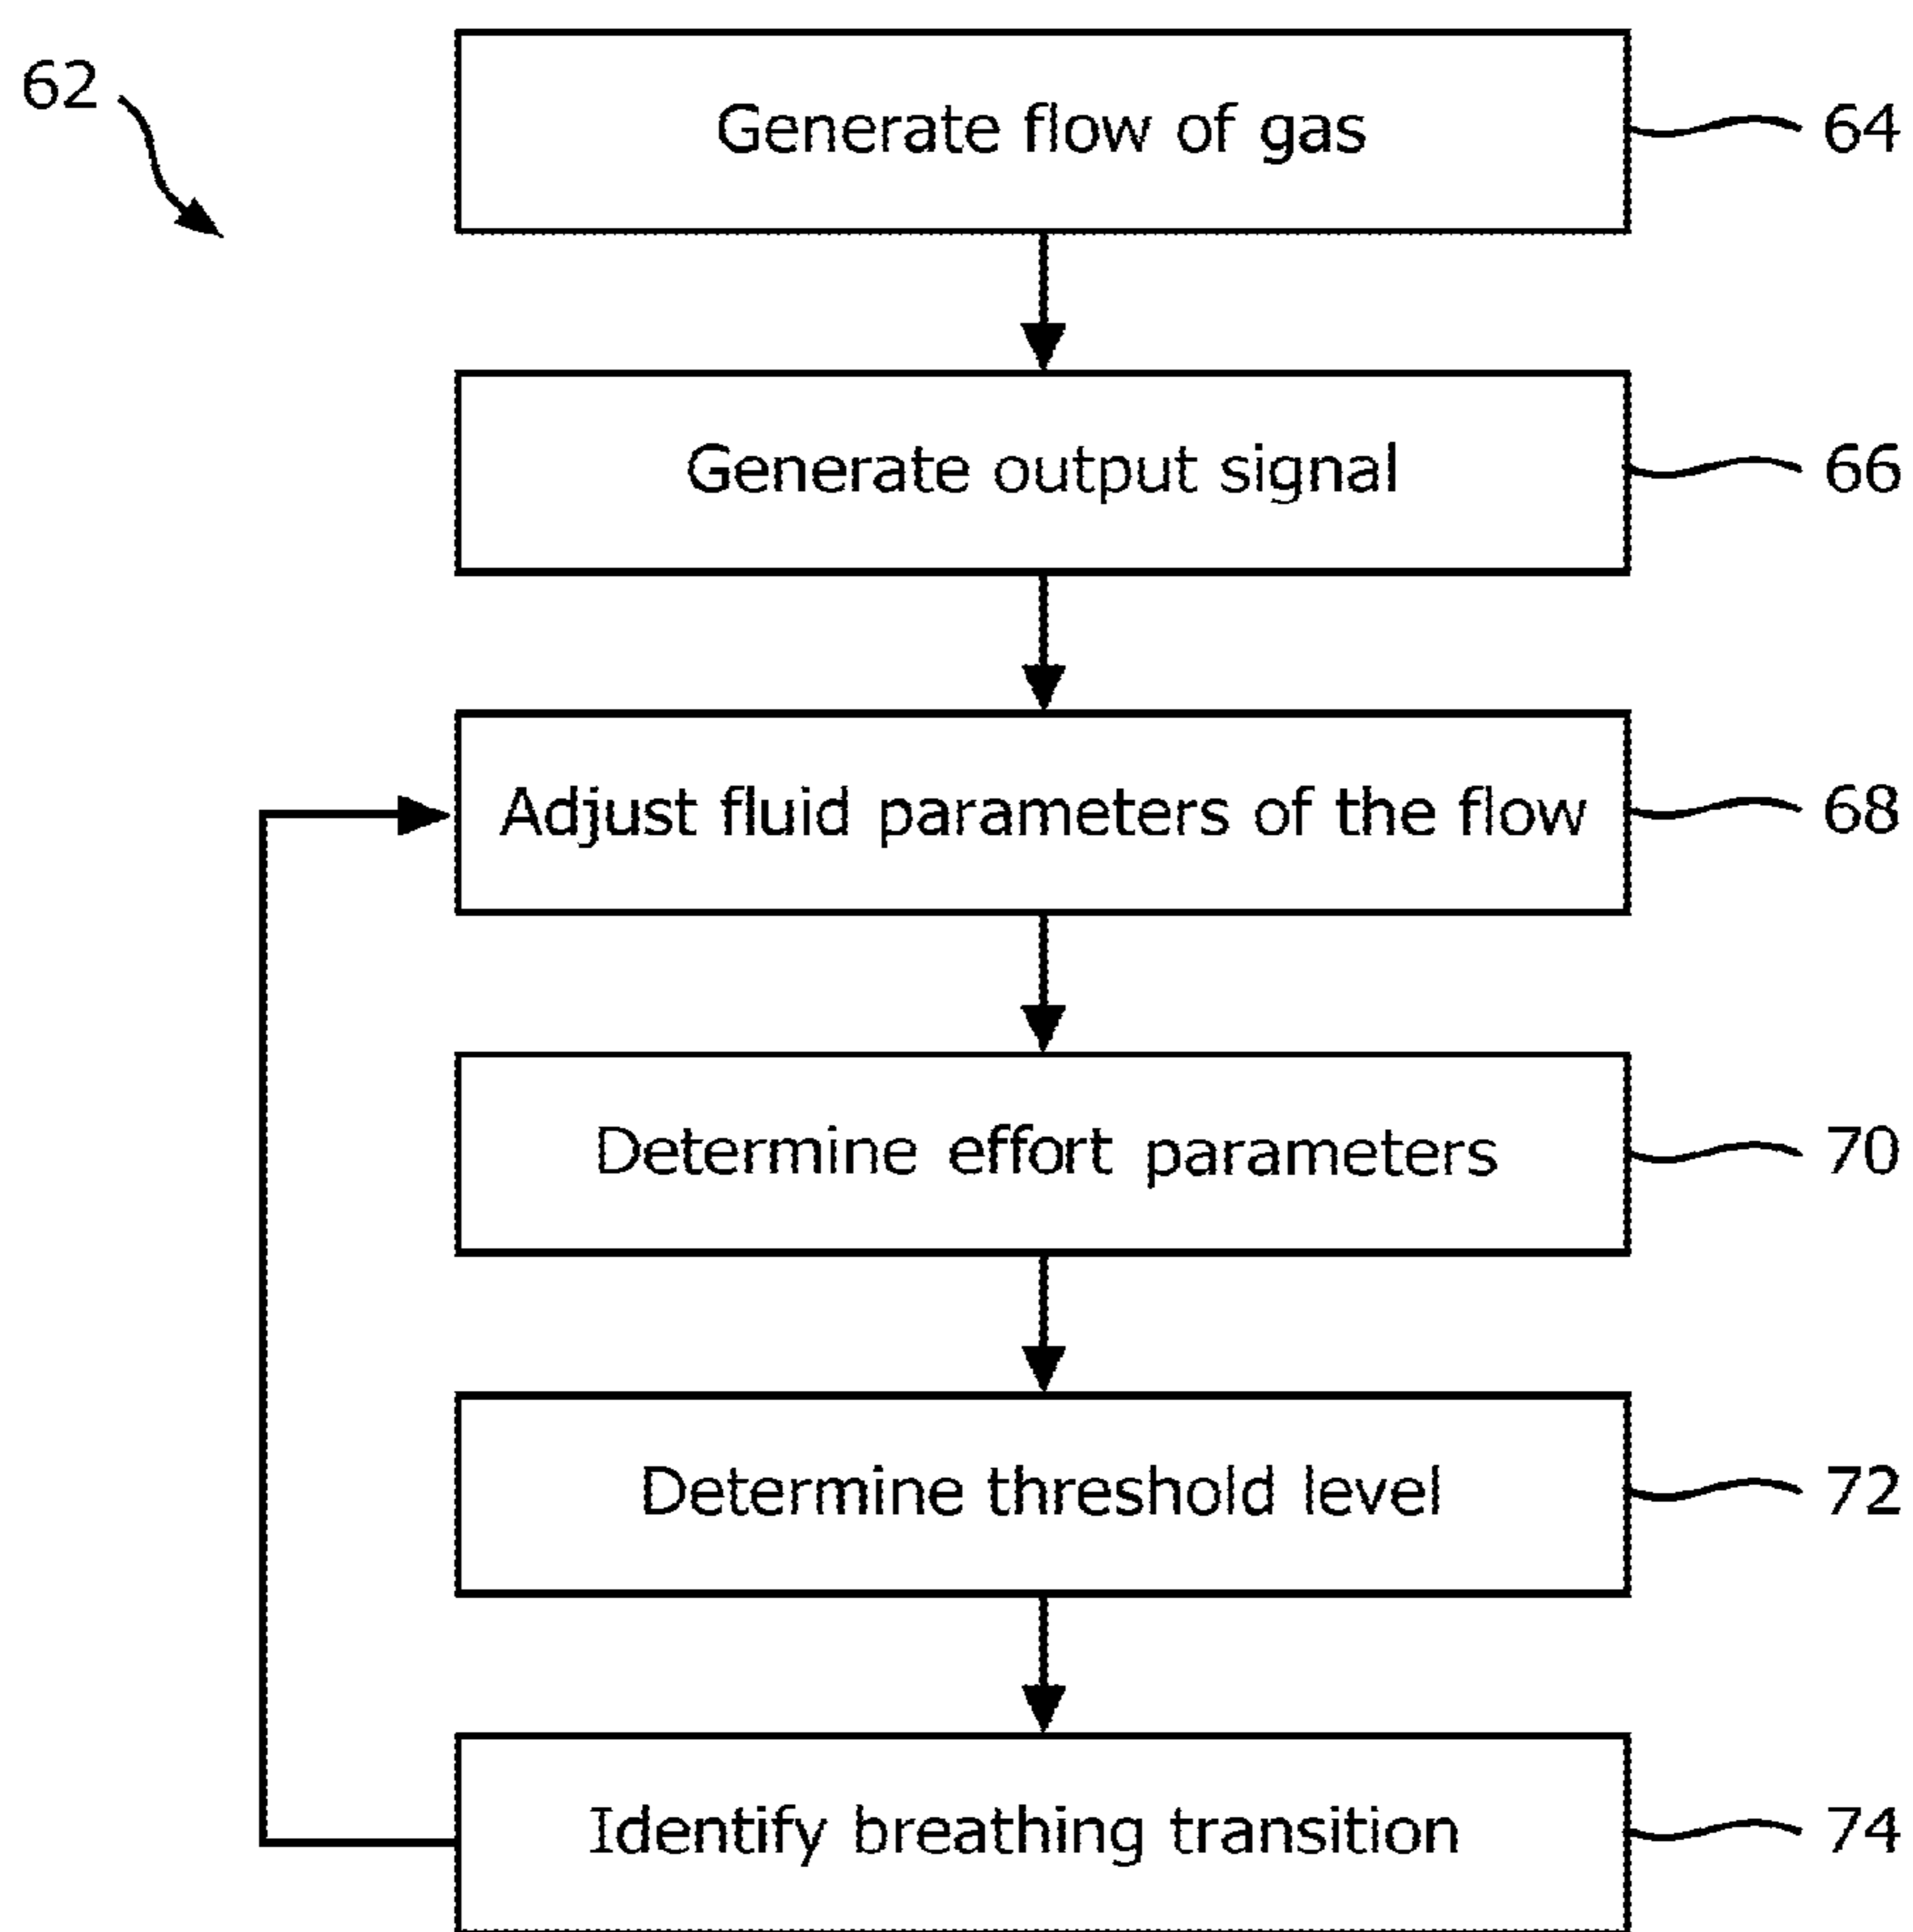 62
Generate flow of gas
64
Generate output signal
66
Adjust fluid parameters of the flow
68
Determine effort parameters
70
Determine threshold level
72
Identify breathing transition
74